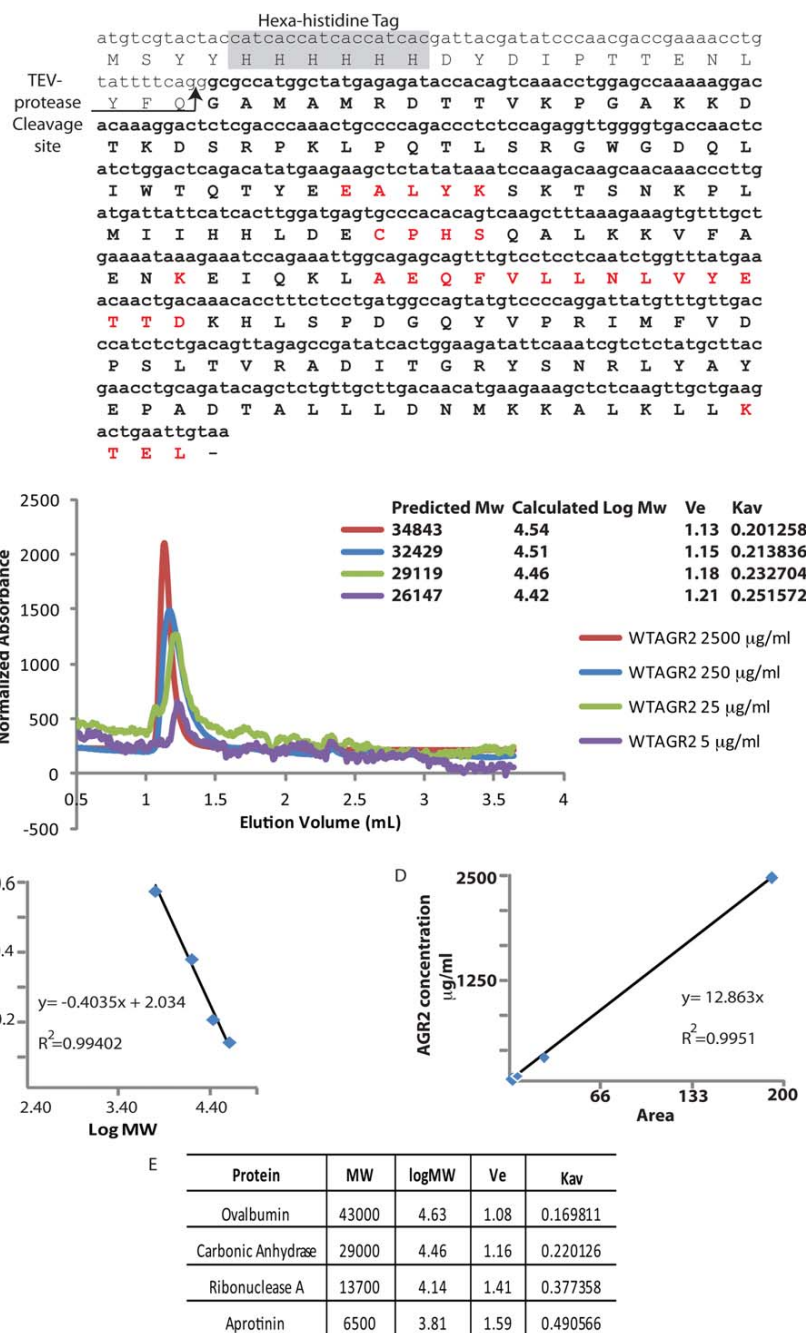 Hexa-histidine Tag
atgtcgtactaccatcaccatcaccatcacgattacgatatcccaacgaccgaaaacctg
M S Y Y H H H H H H D Y D I P T T E N L
TEV-protease Cleavage site
tattttcagggcgccatggctatgagagataccacagtcaaacctggagccaaaaaggac
Y F Q G A M A M R D T T V K P G A K K D
acaaaggactctcgacccaaactgccccagaccctctccagaggttggggtgaccaactc
T K D S R P K L P Q T L S R G W G D Q L
atctggactcagacatatgaagaagctctatataaatccaagacaagcaacaaacccttg
I W T Q T Y E E A L Y K S K T S N K P L
atgattattcatcacttggatgagtgcccacacagtcaagctttaaagaaagtgtttgct
M I I H H L D E C P H S Q A L K K V F A
gaaaataaagaaatccagaaattggcagagcagtttgtcctcctcaatctggtttatgaa
E N K E I Q K L A E Q F V L L N L V Y E
acaactgacaaacacctttctcctgatggccagtatgtccccaggattatgtttgttgac
T T D K H L S P D G Q Y V P R I M F V D
ccatctctgacagttagagccgatatcactggaagatattcaaatcgtctctatgcttac
P S L T V R A D I T G R Y S N R L Y A Y
gaacctgcagatacagctctgttgcttgacaacatgaagaaagctctcaagttgctgaag
E P A D T A L L L D N M K K A L K L L K
actgaattgtaa
T E L -
Normalized Absorbance
2500
2000
1500
1000
500
0
-500
0.5 1 1.5 2 2.5 3 3.5 4
Elution Volume (mL)
Predicted Mw Calculated Log Mw Ve Kav
34843 4.54 1.13 0.201258
32429 4.51 1.15 0.213836
29119 4.46 1.18 0.232704
26147 4.42 1.21 0.251572
WTAGR2 2500 µg/ml
WTAGR2 250 µg/ml
WTAGR2 25 µg/ml
WTAGR2 5 µg/ml
0.6
0.4
0.2
y= -0.4035x + 2.034
R²=0.99402
2.40 3.40 4.40
Log MW
D
AGR2 concentration
µg/ml
2500
1250
y= 12.863x
R²=0.9951
66 133 200
Area
E
Protein MW logMW Ve Kav
Ovalbumin 43000 4.63 1.08 0.169811
Carbonic Anhydrase 29000 4.46 1.16 0.220126
Ribonuclease A 13700 4.14 1.41 0.377358
Aprotinin 6500 3.81 1.59 0.490566